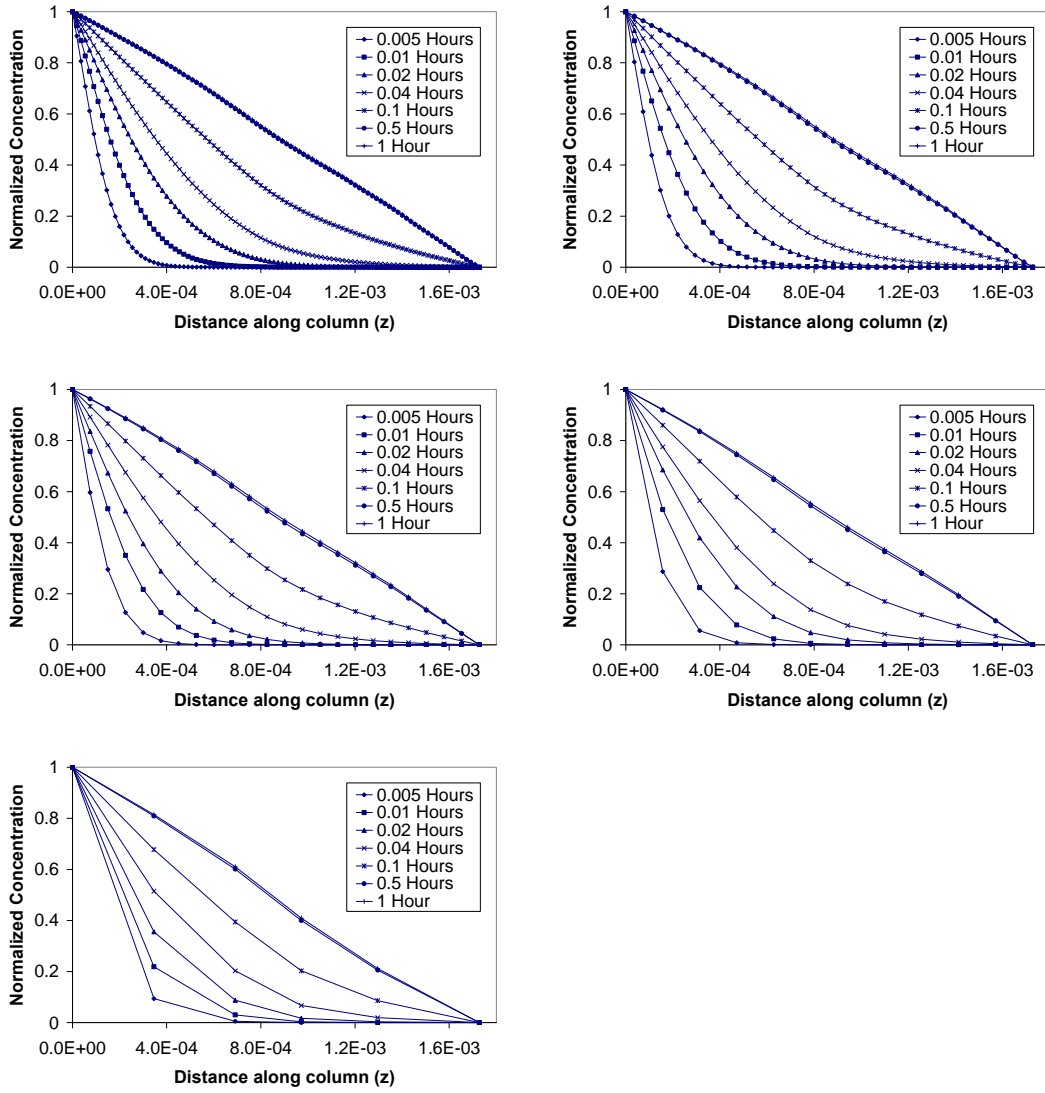 Normalized Concentration
1
0.8
0.6
0.4
0.2
0
0.0E+00 4.0E-04 8.0E-04 1.2E-03 1.6E-03
Distance along column (z)
0.005 Hours
0.01 Hours
0.02 Hours
0.04 Hours
0.1 Hours
0.5 Hours
1 Hour
Normalized Concentration
1
0.8
0.6
0.4
0.2
0
0.0E+00 4.0E-04 8.0E-04 1.2E-03 1.6E-03
Distance along column (z)
0.005 Hours
0.01 Hours
0.02 Hours
0.04 Hours
0.1 Hours
0.5 Hours
1 Hour
Normalized Concentration
1
0.8
0.6
0.4
0.2
0
0.0E+00 4.0E-04 8.0E-04 1.2E-03 1.6E-03
Distance along column (z)
0.005 Hours
0.01 Hours
0.02 Hours
0.04 Hours
0.1 Hours
0.5 Hours
1 Hour
Normalized Concentration
1
0.8
0.6
0.4
0.2
0
0.0E+00 4.0E-04 8.0E-04 1.2E-03 1.6E-03
Distance along column (z)
0.005 Hours
0.01 Hours
0.02 Hours
0.04 Hours
0.1 Hours
0.5 Hours
1 Hour
Normalized Concentration
1
0.8
0.6
0.4
0.2
0
0.0E+00 4.0E-04 8.0E-04 1.2E-03 1.6E-03
Distance along column (z)
0.005 Hours
0.01 Hours
0.02 Hours
0.04 Hours
0.1 Hours
0.5 Hours
1 Hour